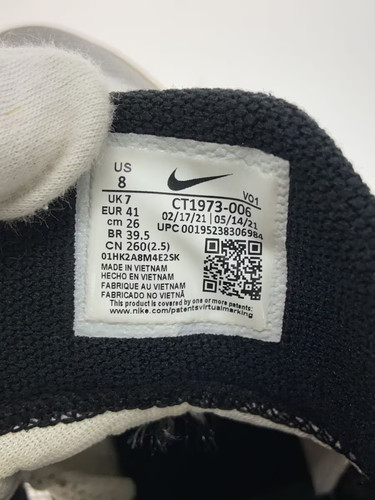 US
8
V01
UK 7
CT1973-006
EUR 41
02/17/21 | 05/14/21
cm 26
UPC 00195238306984
BR 39.5
CN 260(2.5)
01HK2A8M4E2SK
MADE IN VIETNAM
HECHO EN VIETNAM
FABRIQUE AU VIETNAM
FABRICADO NO VIETNÃ
This product is covered by one or more patents
www.nike.com/patentsvirtualmarking